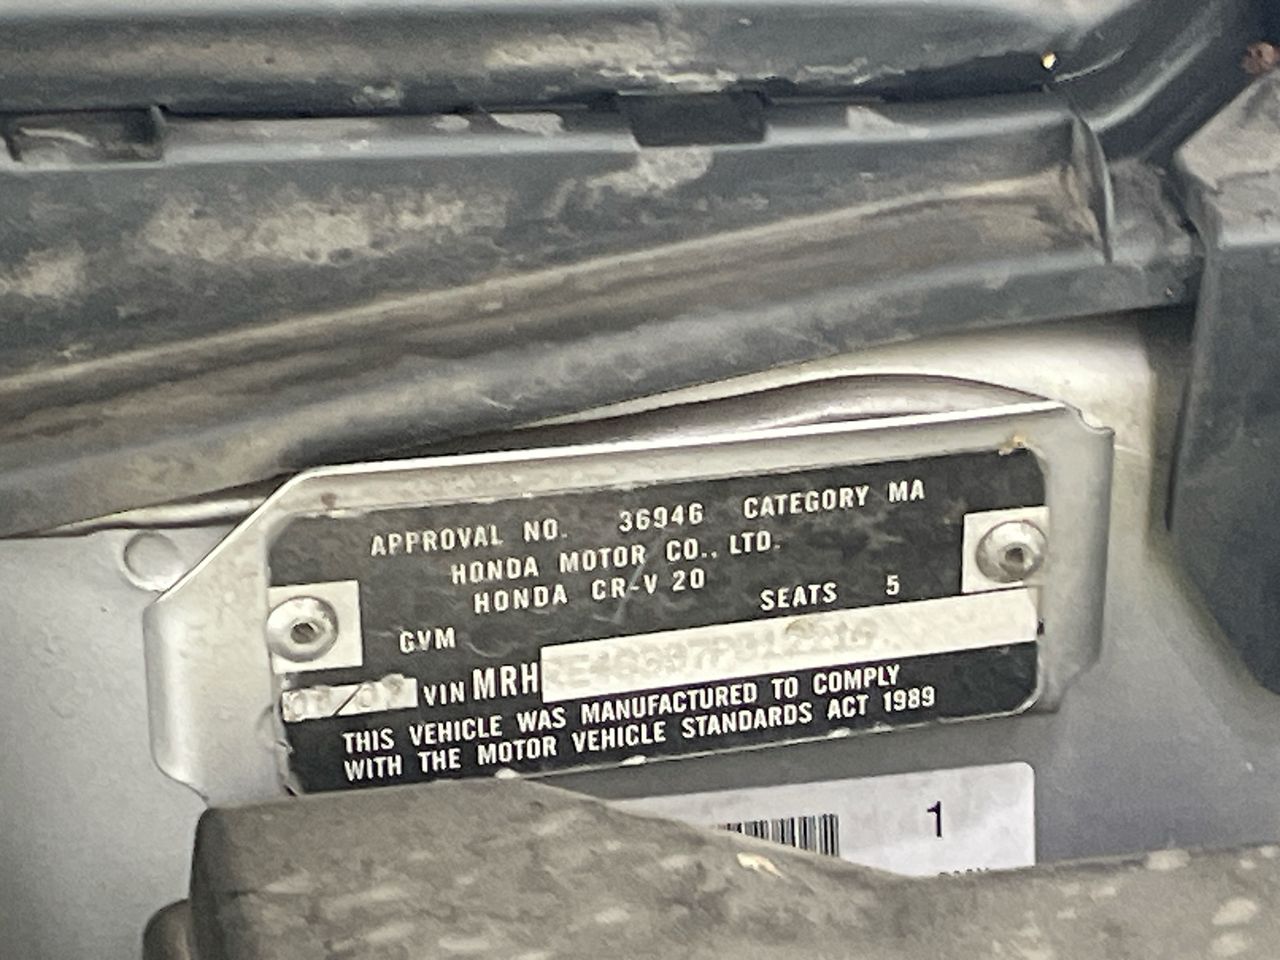 APPROVAL NO. 36946 CATEGORY MA
HONDA MOTOR CO., LTD.
HONDA CR-V 20
SEATS 5
GVM
VIN MRH
THIS VEHICLE WAS MANUFACTURED TO COMPLY
WITH THE MOTOR VEHICLE STANDARDS ACT 1989
1